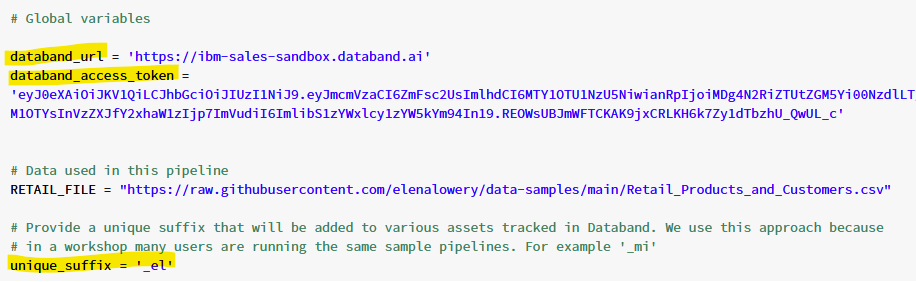 # Global variables
databand_url = 'https://ibm-sales-sandbox.databand.ai'
databand_access_token =
'eyJ0eXAiOiJKV1QiLCJhbGciOiJIUzI1NiJ9.eyJmcmVzaCI6ZmFsc2UsImlhdCI6MTY1OTU1NzU5NiwianRpIjoiMDg4N2RiZTUtZGM5Yi00NzdlLT
M1OTYsInVzZXJfY2xhaW1zIjp7ImVudiI6ImlibS1zYWxlcy1zYW5kYm94In19.REOWsUBJmWFTCKAK9jxCRLKH6k7Zy1dTbzhU_QwUL_c'
# Data used in this pipeline
RETAIL_FILE = "https://raw.githubusercontent.com/elenalowery/data-samples/main/Retail_Products_and_Customers.csv"
# Provide a unique suffix that will be added to various assets tracked in Databand. We use this approach because
# in a workshop many users are running the same sample pipelines. For example '_mi'
unique_suffix = '_el'